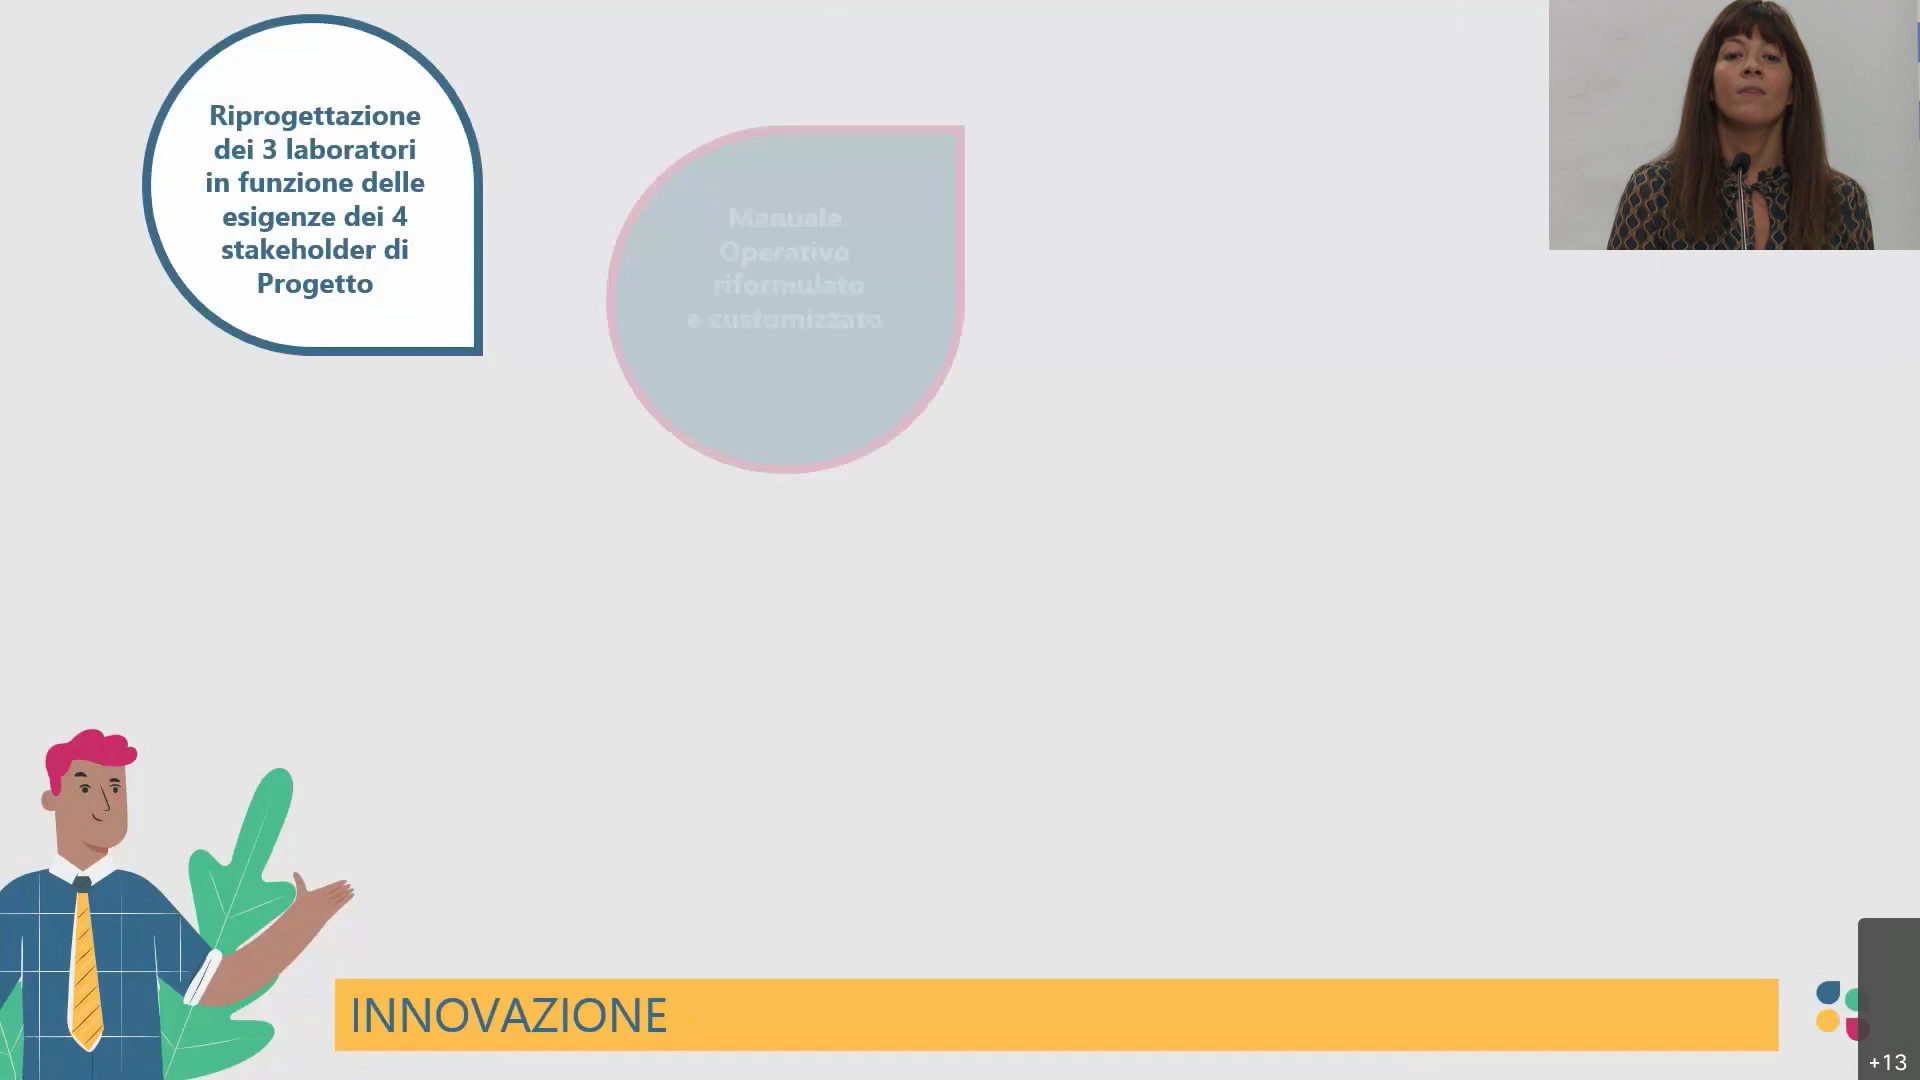 Riprogettazione
dei 3 laboratori
in funzione delle
esigenze dei 4
stakeholder di
Progetto
Manuale
Operativo
riformulato
e customizzato
INNOVAZIONE
+13